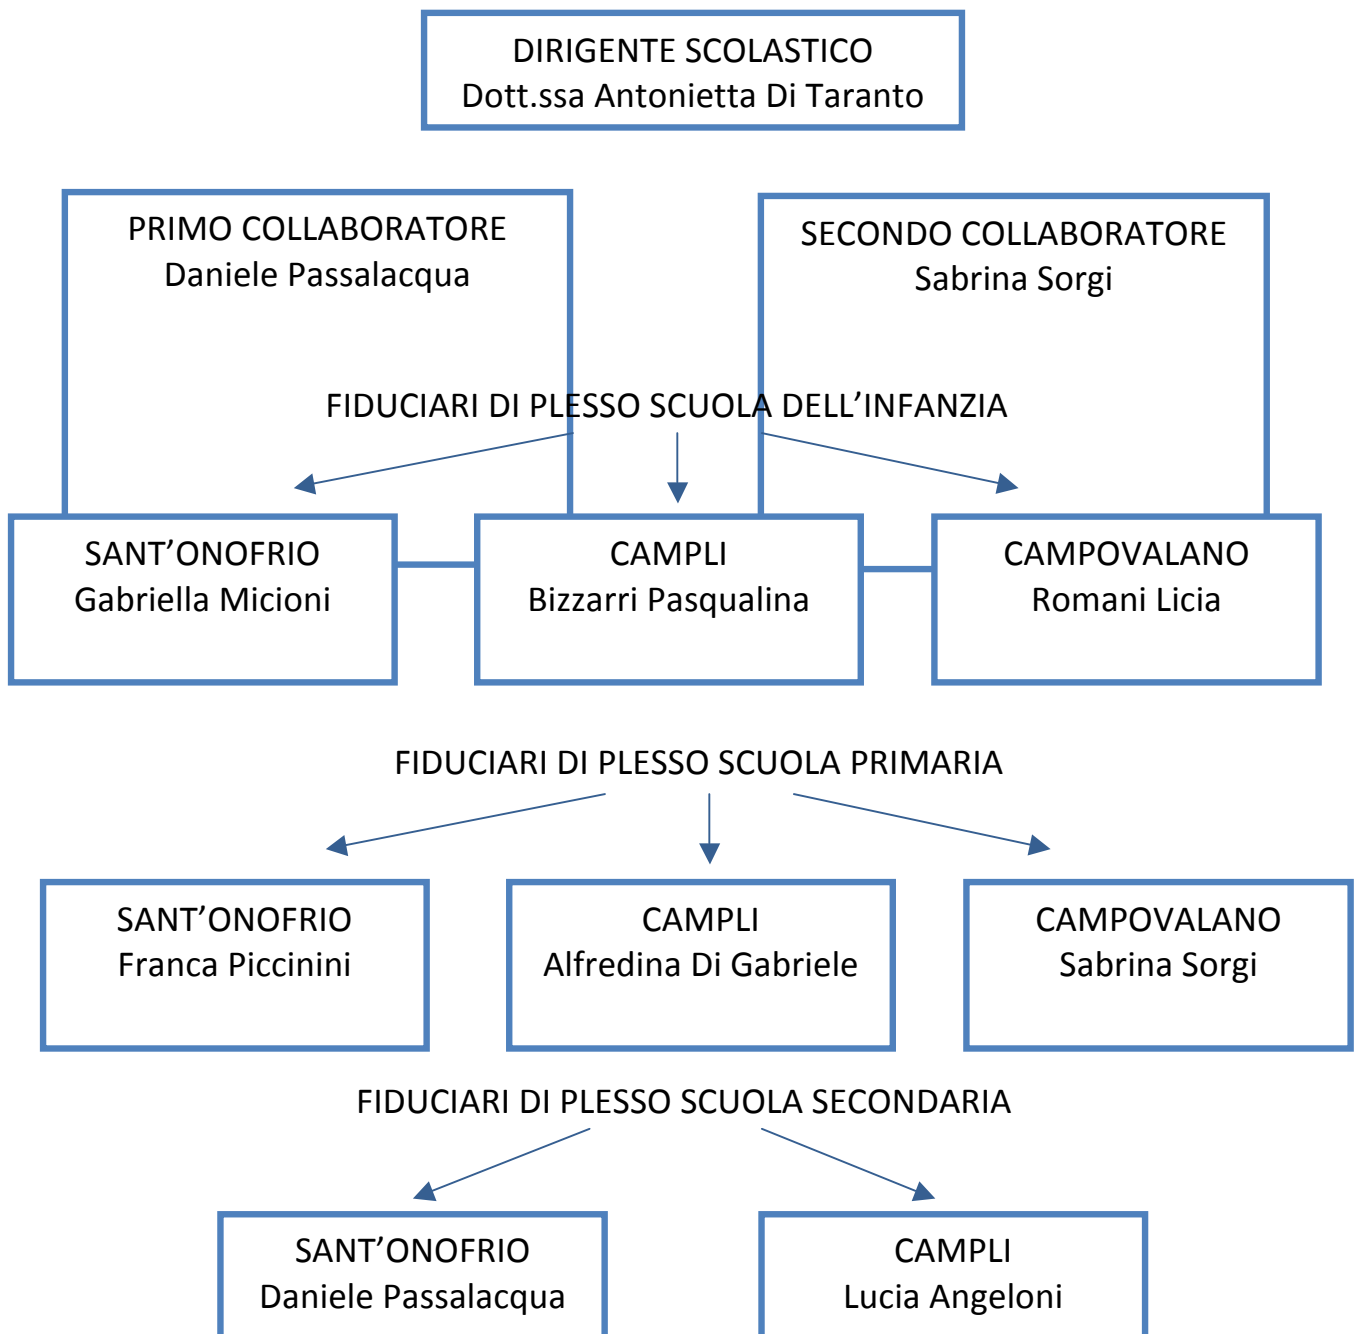 DIRIGENTE SCOLASTICO
Dott.ssa Antonietta Di Taranto
PRIMO COLLABORATORE
Daniele Passalacqua
SECONDO COLLABORATORE
Sabrina Sorgi
FIDUCIARI DI PLESSO SCUOLA DELL’INFANZIA
SANT’ONOFRIO
Gabriella Micioni
CAMPLI
Bizzarri Pasqualina
CAMPOVALANO
Romani Licia
FIDUCIARI DI PLESSO SCUOLA PRIMARIA
SANT’ONOFRIO
Franca Piccinini
CAMPLI
Alfredina Di Gabriele
CAMPOVALANO
Sabrina Sorgi
FIDUCIARI DI PLESSO SCUOLA SECONDARIA
SANT’ONOFRIO
Daniele Passalacqua
CAMPLI
Lucia Angeloni